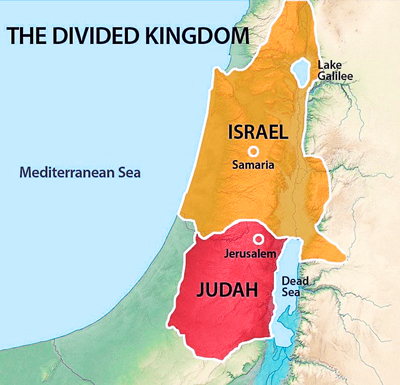 THE DIVIDED KINGDOM
Lake
Galilee
ISRAEL
Samaria
Mediterranean Sea
Jerusalem
Dead
Sea
JUDAH